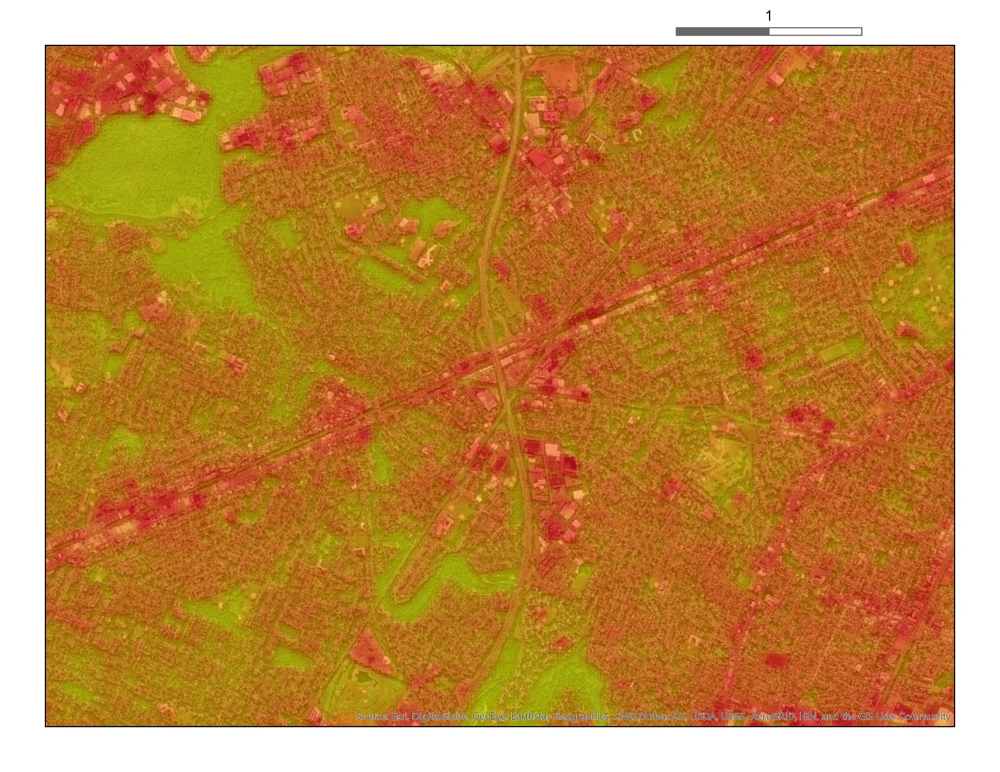 1
Source: Esri, DigitalGlobe, GeoEye, Earthstar Geographics, CNES/Airbus DS, USDA, USGS, AeroGRID, IGN, and the GIS User Community